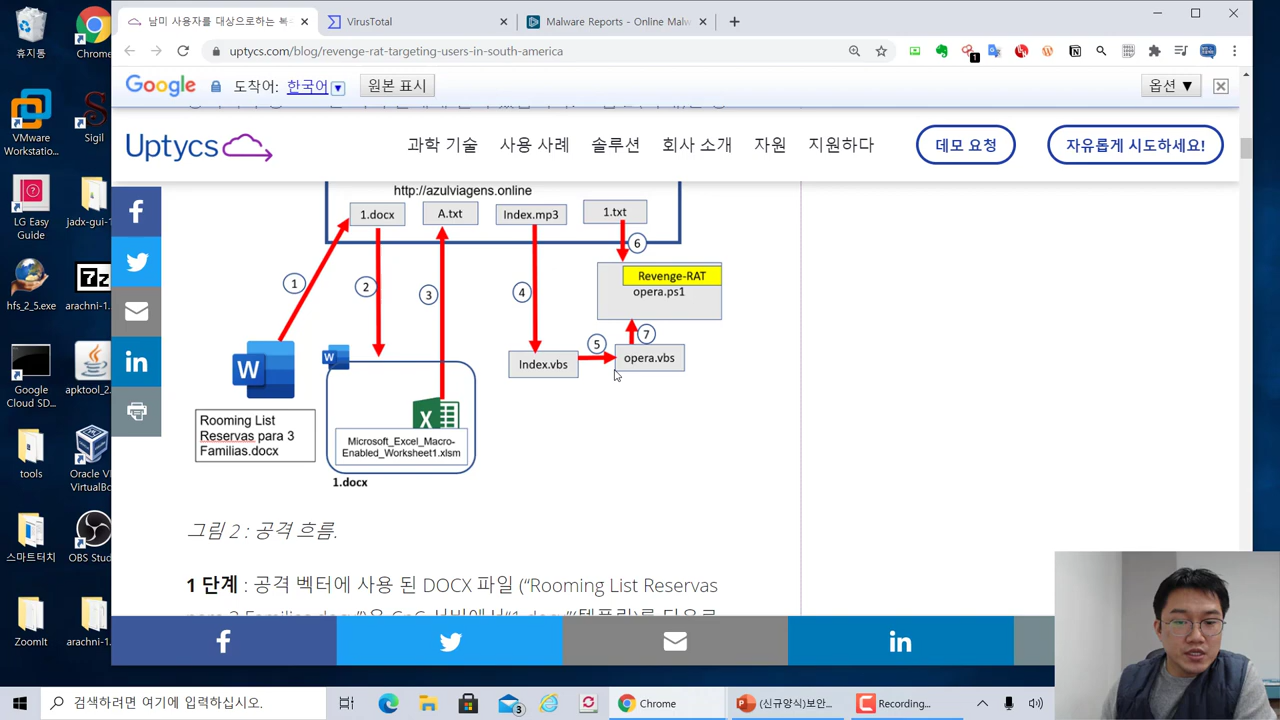 휴지통
Chrome
VMware
Workstatio...
Sigil
LG Easy
Guide
jadx-gui-1...
hfs_2_5.exe
arachni-1...
Google
Cloud SD...
apktool_2...
tools
Oracle VM
VirtualBox
스마트터치
OBS Studio
ZoomIt
arachni-1...
남미 사용자를 대상으로하는 복수
VirusTotal
Malware Reports - Online Malw
uptycs.com/blog/revenge-rat-targeting-users-in-south-america
Google 도착어: 한국어 원본 표시 옵션 ▼
Uptycs 과학 기술 사용 사례 솔루션 회사 소개 자원 지원하다 데모 요청 자유롭게 시도하세요!
http://azulviagens.online
1.docx A.txt Index.mp3 1.txt
6
Revenge-RAT
opera.ps1
1 2 3 4
5 7
Index.vbs opera.vbs
Rooming List
Reservas para 3
Familias.docx
Microsoft_Excel_Macro-
Enabled_Worksheet1.xlsm
1.docx
그림 2 : 공격 흐름.
1 단계 : 공격 벡터에 사용 된 DOCX 파일 (“Rooming List Reservas
검색하려면 여기에 입력하십시오.
3
Chrome
(신규양식)보안...
Recording...